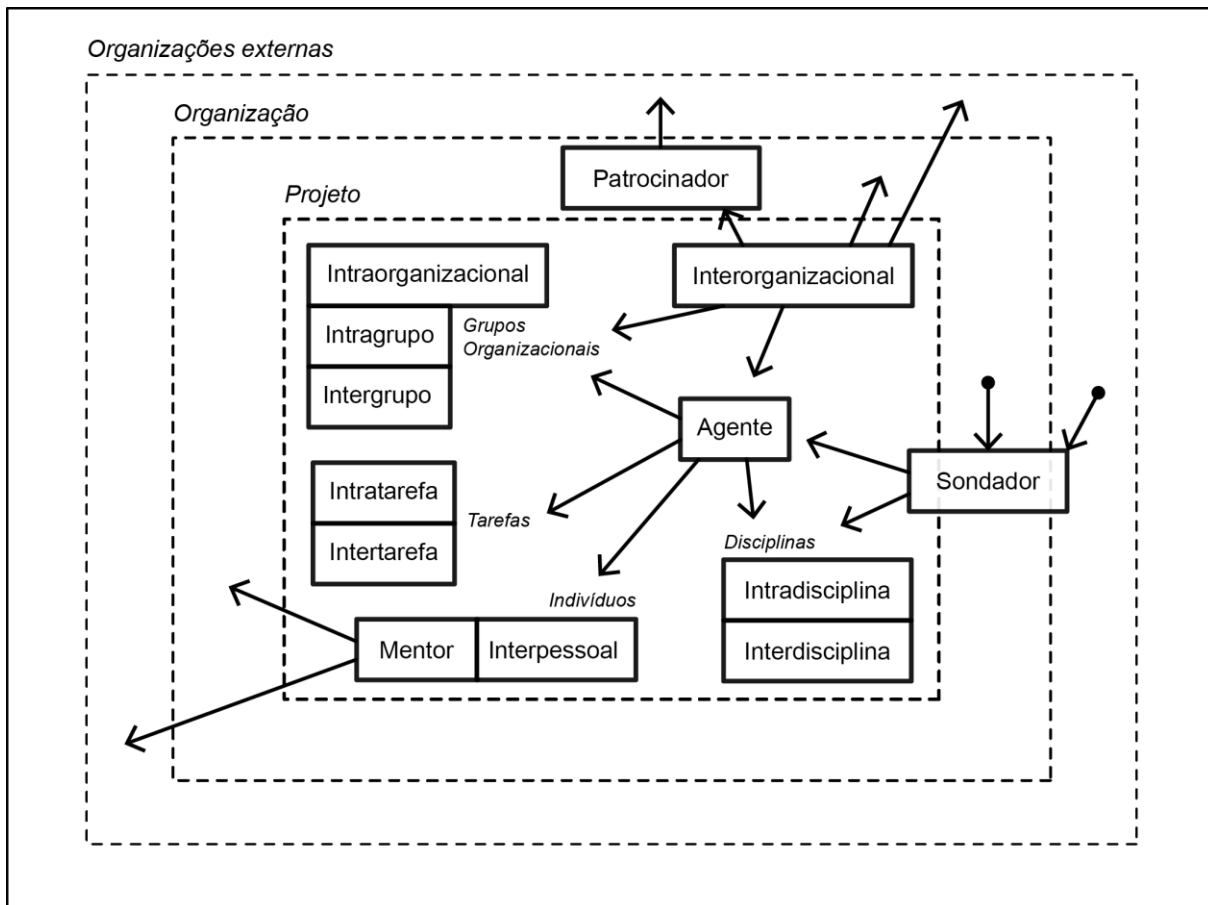 Organizações externas
Organização
Patrocinador
Projeto
Intraorganizacional
Interorganizacional
Intragrupo
Grupos
Organizacionais
Intergrupo
Agente
Sondador
Intratarefa
Tarefas
Intertarefa
Disciplinas
Intradisciplina
Indivíduos
Mentor
Interpessoal
Interdisciplina